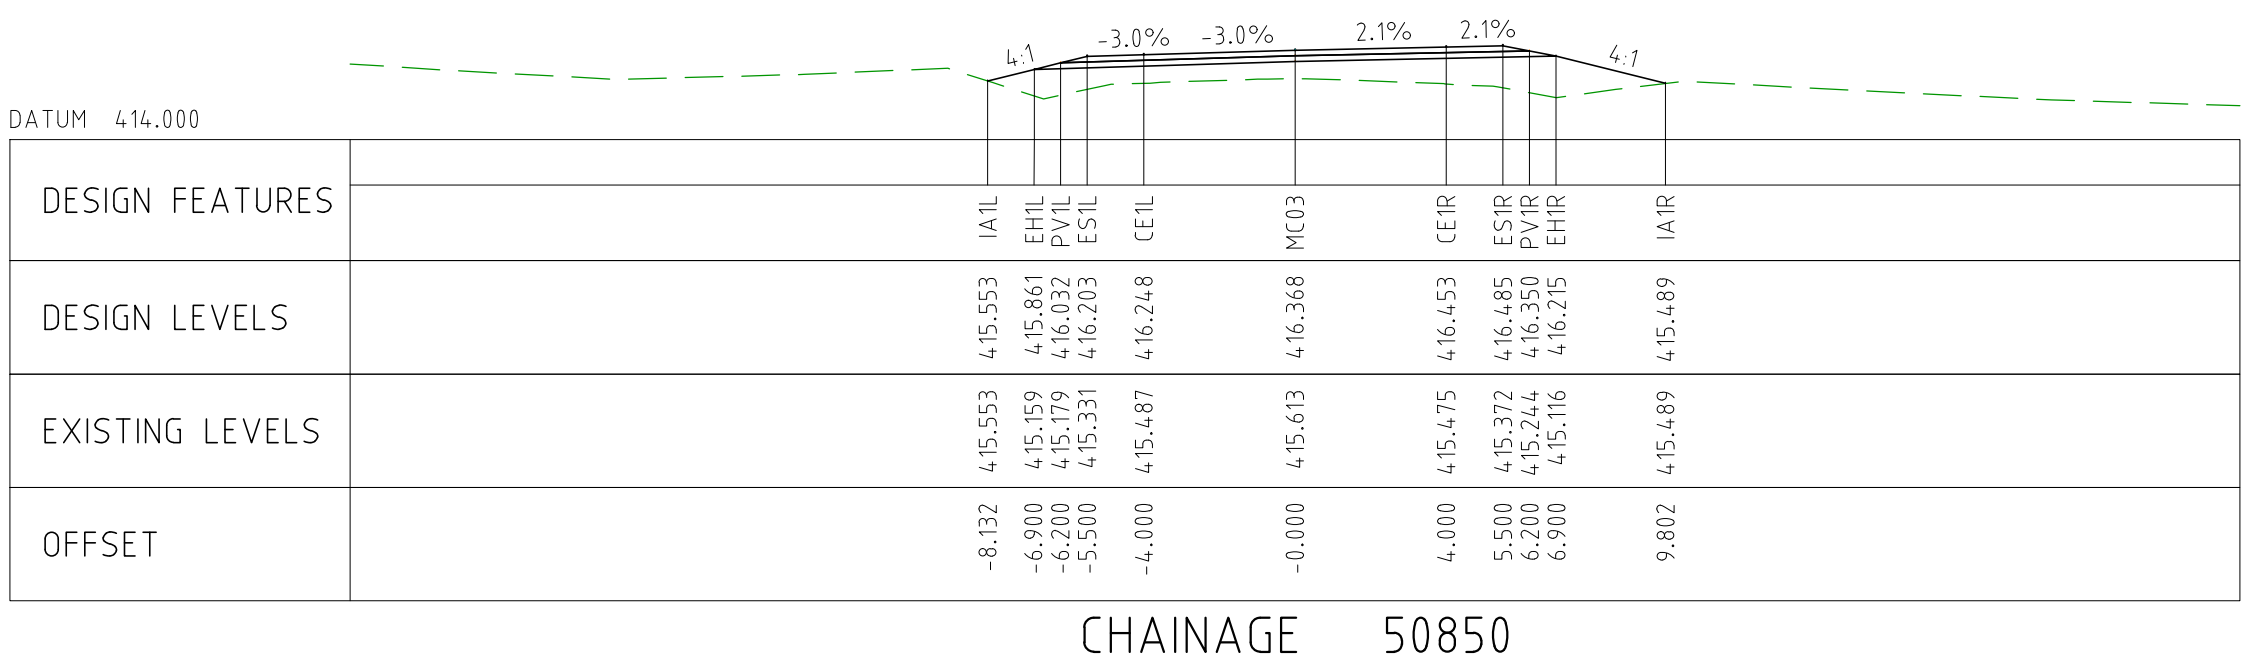 4:1 -3.0% -3.0% 2.1% 2.1% 4:1
DATUM 414.000
DESIGN FEATURES IA1L EH1L PV1L ES1L CE1L MC03 CE1R ES1R PV1R EH1R IA1R
DESIGN LEVELS 415.553 415.861 416.032 416.203 416.248 416.368 416.453 416.485 416.350 416.215 415.489
EXISTING LEVELS 415.553 415.159 415.179 415.331 415.487 415.613 415.475 415.372 415.244 415.116 415.489
OFFSET -8.132 -6.900 -6.200 -5.500 -4.000 -0.000 4.000 5.500 6.200 6.900 9.802
CHAINAGE 50850